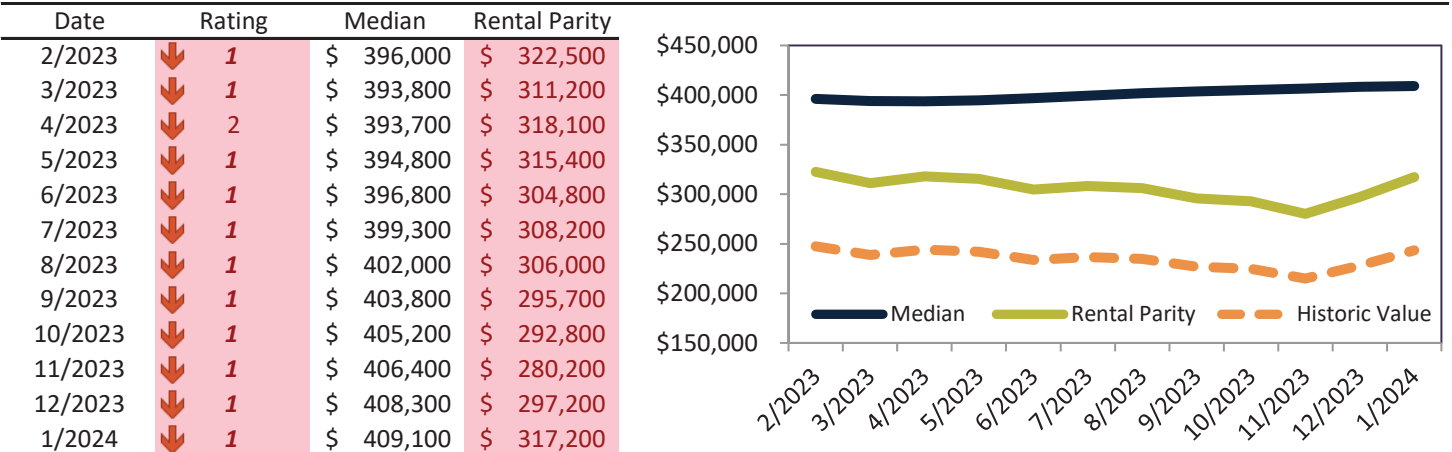 Date Rating Median Rental Parity
2/2023 1 $ 396,000 $ 322,500
3/2023 1 $ 393,800 $ 311,200
4/2023 2 $ 393,700 $ 318,100
5/2023 1 $ 394,800 $ 315,400
6/2023 1 $ 396,800 $ 304,800
7/2023 1 $ 399,300 $ 308,200
8/2023 1 $ 402,000 $ 306,000
9/2023 1 $ 403,800 $ 295,700
10/2023 1 $ 405,200 $ 292,800
11/2023 1 $ 406,400 $ 280,200
12/2023 1 $ 408,300 $ 297,200
1/2024 1 $ 409,100 $ 317,200
$450,000
$400,000
$350,000
$300,000
$250,000
$200,000
$150,000
Median Rental Parity Historic Value
2/2023 3/2023 4/2023 5/2023 6/2023 7/2023 8/2023 9/2023 10/2023 11/2023 12/2023 1/2024